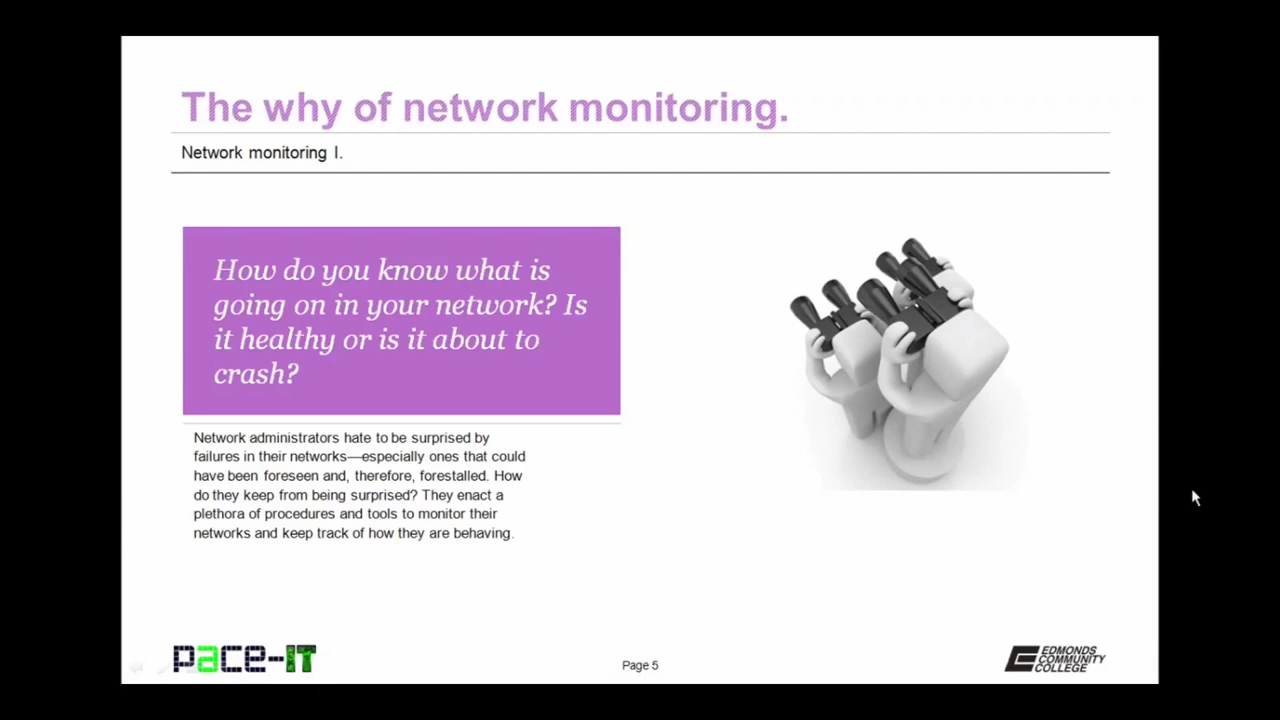 The why of network monitoring.
Network monitoring I.
How do you know what is
going on in your network? Is
it healthy or is it about to
crash?
Network administrators hate to be surprised by
failures in their networks—especially ones that could
have been foreseen and, therefore, forestalled. How
do they keep from being surprised? They enact a
plethora of procedures and tools to monitor their
networks and keep track of how they are behaving.
pace-IT
Page 5
EDMONDS
COMMUNITY
COLLEGE